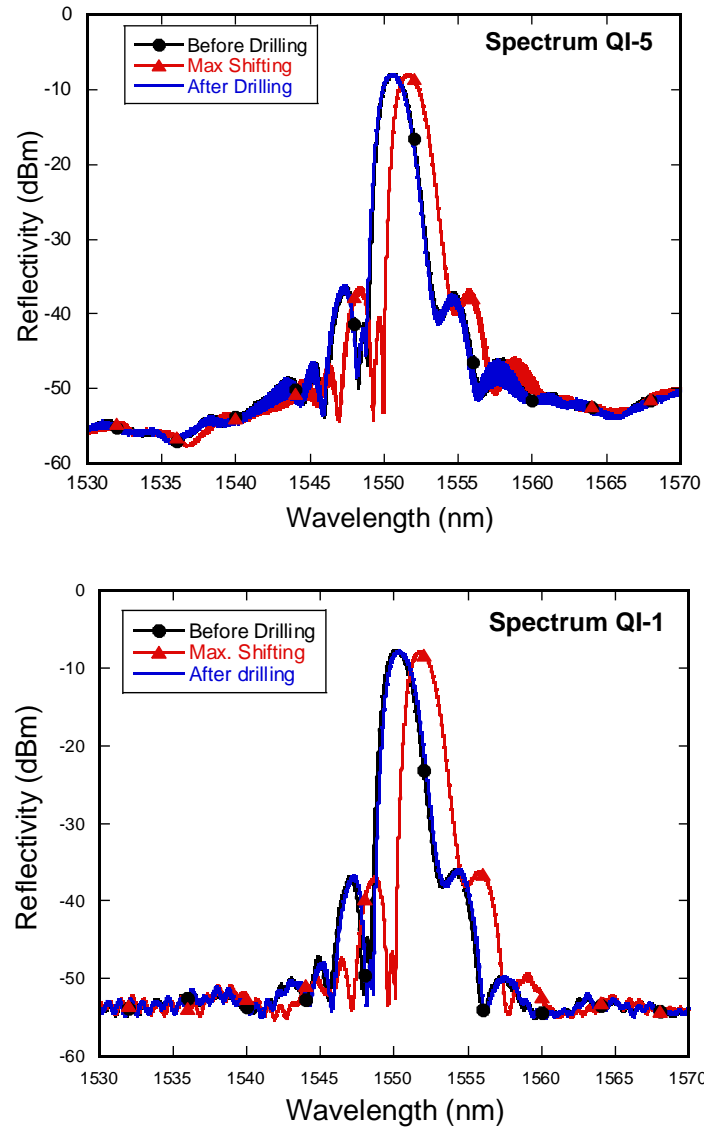 0
Spectrum QI-5
Before Drilling
Max Shifting
After Drilling
-10
-20
-30
-40
-50
-60
Reflectivity (dBm)
1530 1535 1540 1545 1550 1555 1560 1565 1570
Wavelength (nm)
0
Spectrum QI-1
Before Drilling
Max. Shifting
After drilling
-10
-20
-30
-40
-50
-60
Reflectivity (dBm)
1530 1535 1540 1545 1550 1555 1560 1565 1570
Wavelength (nm)